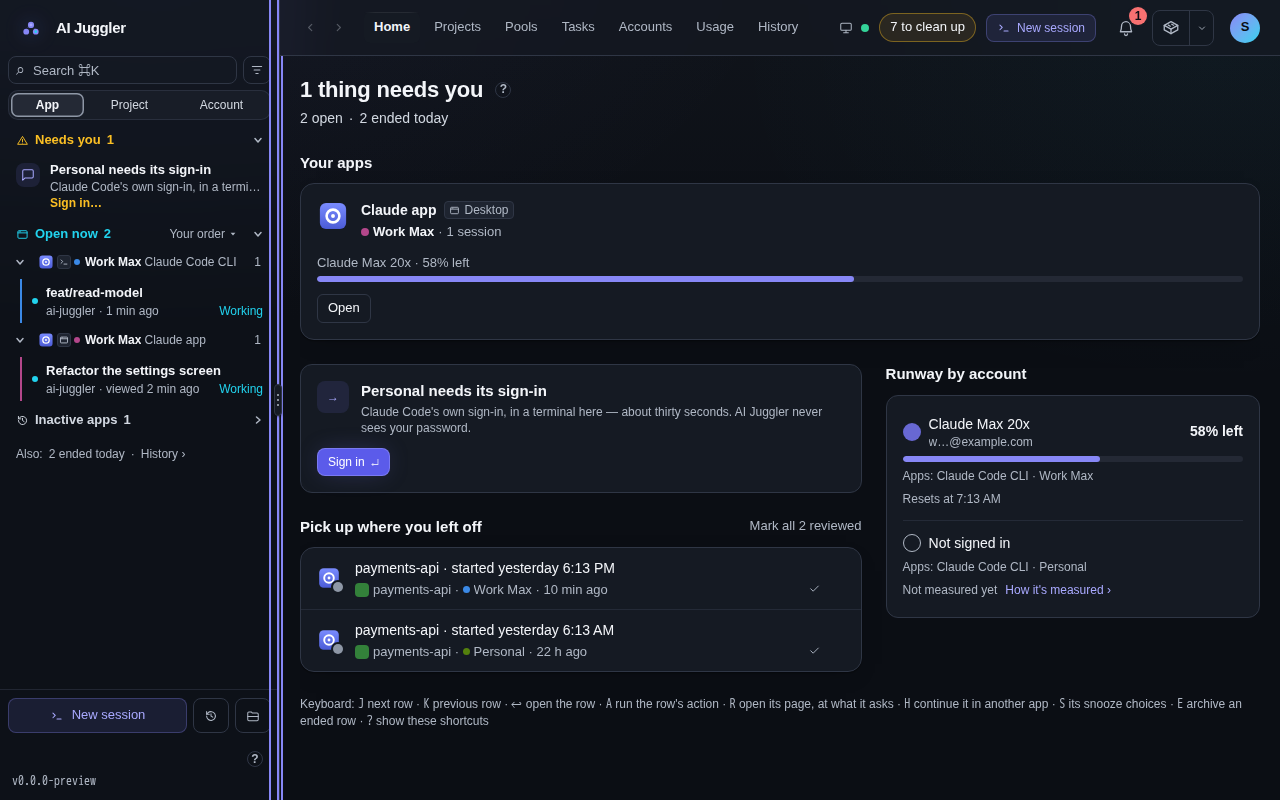 AI Juggler
Search ⌘K
App Project Account
Needs you 1
Personal needs its sign-in
Claude Code's own sign-in, in a termi…
Sign in…
Open now 2 Your order
Work Max Claude Code CLI 1
feat/read-model
ai-juggler · 1 min ago Working
Work Max Claude app 1
Refactor the settings screen
ai-juggler · viewed 2 min ago Working
Inactive apps 1
Also: 2 ended today · History ›
New session
?
v0.0.0-preview
Home Projects Pools Tasks Accounts Usage History
7 to clean up
New session
1
S
1 thing needs you ?
2 open · 2 ended today
Your apps
Claude app Desktop
Work Max · 1 session
Claude Max 20x · 58% left
Open
→ Personal needs its sign-in
Claude Code's own sign-in, in a terminal here — about thirty seconds. AI Juggler never
sees your password.
Sign in ↵
Pick up where you left off Mark all 2 reviewed
payments-api · started yesterday 6:13 PM
payments-api · Work Max · 10 min ago
payments-api · started yesterday 6:13 AM
payments-api · Personal · 22 h ago
Runway by account
Claude Max 20x
w…@example.com
58% left
Apps: Claude Code CLI · Work Max
Resets at 7:13 AM
Not signed in
Apps: Claude Code CLI · Personal
Not measured yet How it's measured ›
Keyboard: J next row · K previous row · ↩ open the row · A run the row's action · R open its page, at what it asks · H continue it in another app · S its snooze choices · E archive an
ended row · ? show these shortcuts